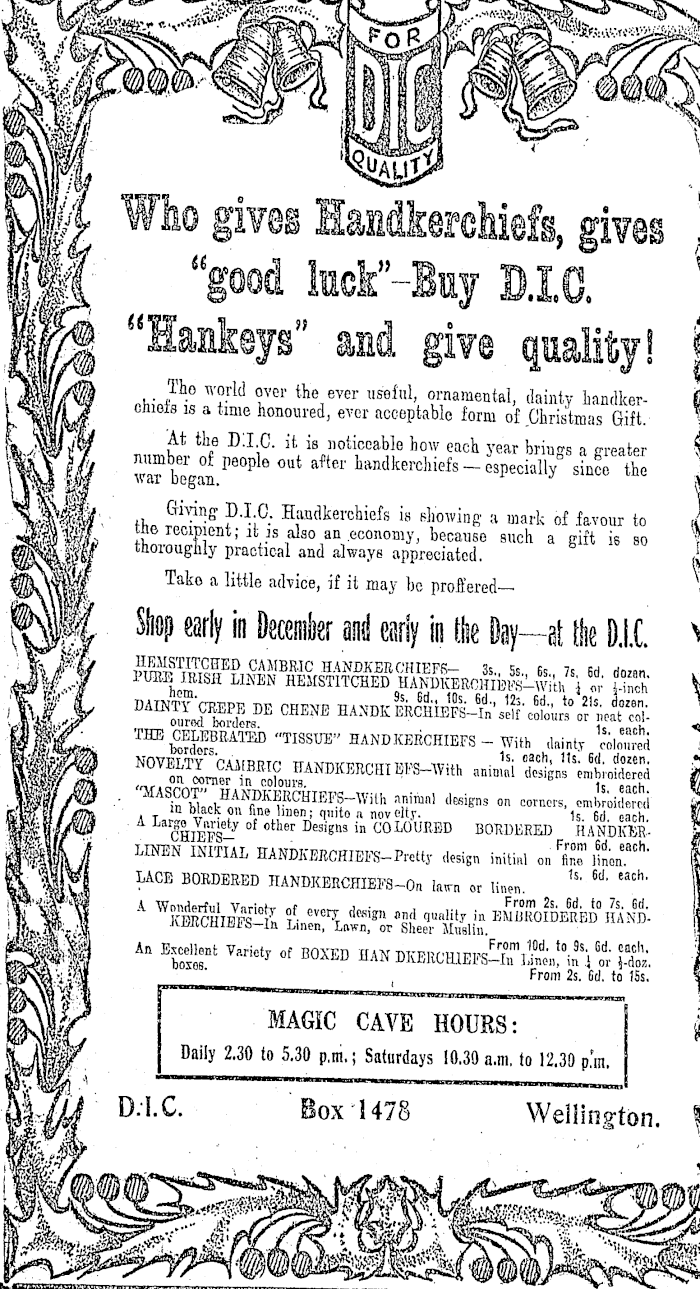 FOR
DIC
QUALITY
Who gives Handkerchiefs, gives
"good luck"—Buy D.I.C.
"Hankeys" and give quality!
The world over the ever useful, ornamental, dainty handker-
chiefs is a time honoured, ever acceptable form of Christmas Gift.
At the D.I.C. it is noticeable how each year brings a greater
number of people out after handkerchiefs — especially since the
war began.
Giving D.I.C. Handkerchiefs is showing a mark of favour to
the recipient; it is also an economy, because such a gift is so
thoroughly practical and always appreciated.
Take a little advice, if it may be proffered—
Shop early in December and early in the Day—at the D.I.C.
HEMSTITCHED CAMBRIC HANDKERCHIEFS— 3s., 5s., 6s., 7s. 6d. dozen.
PURE IRISH LINEN HEMSTITCHED HANDKERCHIEFS—With ¼ or ½-inch
hem. 9s. 6d., 10s. 6d., 12s. 6d., to 21s. dozen.
DAINTY CREPE DE CHENE HANDKERCHIEFS—In self colours or neat col-
oured borders. 1s. each.
THE CELEBRATED "TISSUE" HANDKERCHIEFS — With dainty coloured
borders. 1s. each, 11s. 6d. dozen.
NOVELTY CAMBRIC HANDKERCHIEFS—With animal designs embroidered
on corner in colours. 1s. each.
"MASCOT" HANDKERCHIEFS—With animal designs on corners, embroidered
in black on fine linen; quite a novelty. 1s. 6d. each.
A Large Variety of other Designs in COLOURED BORDERED HANDKER-
CHIEFS— From 6d. each.
LINEN INITIAL HANDKERCHIEFS—Pretty design initial on fine linen.
1s. 6d. each.
LACE BORDERED HANDKERCHIEFS—On lawn or linen.
From 2s. 6d. to 7s. 6d.
A Wonderful Variety of every design and quality in EMBROIDERED HAND-
KERCHIEFS—In Linen, Lawn, or Sheer Muslin.
From 10d. to 9s. 6d. each.
An Excellent Variety of BOXED HANDKERCHIEFS—In Linen, in ¼ or ½-doz.
boxes. From 2s. 6d. to 15s.
MAGIC CAVE HOURS:
Daily 2.30 to 5.30 p.m.; Saturdays 10.30 a.m. to 12.30 p.m.
D.I.C. Box 1478 Wellington.